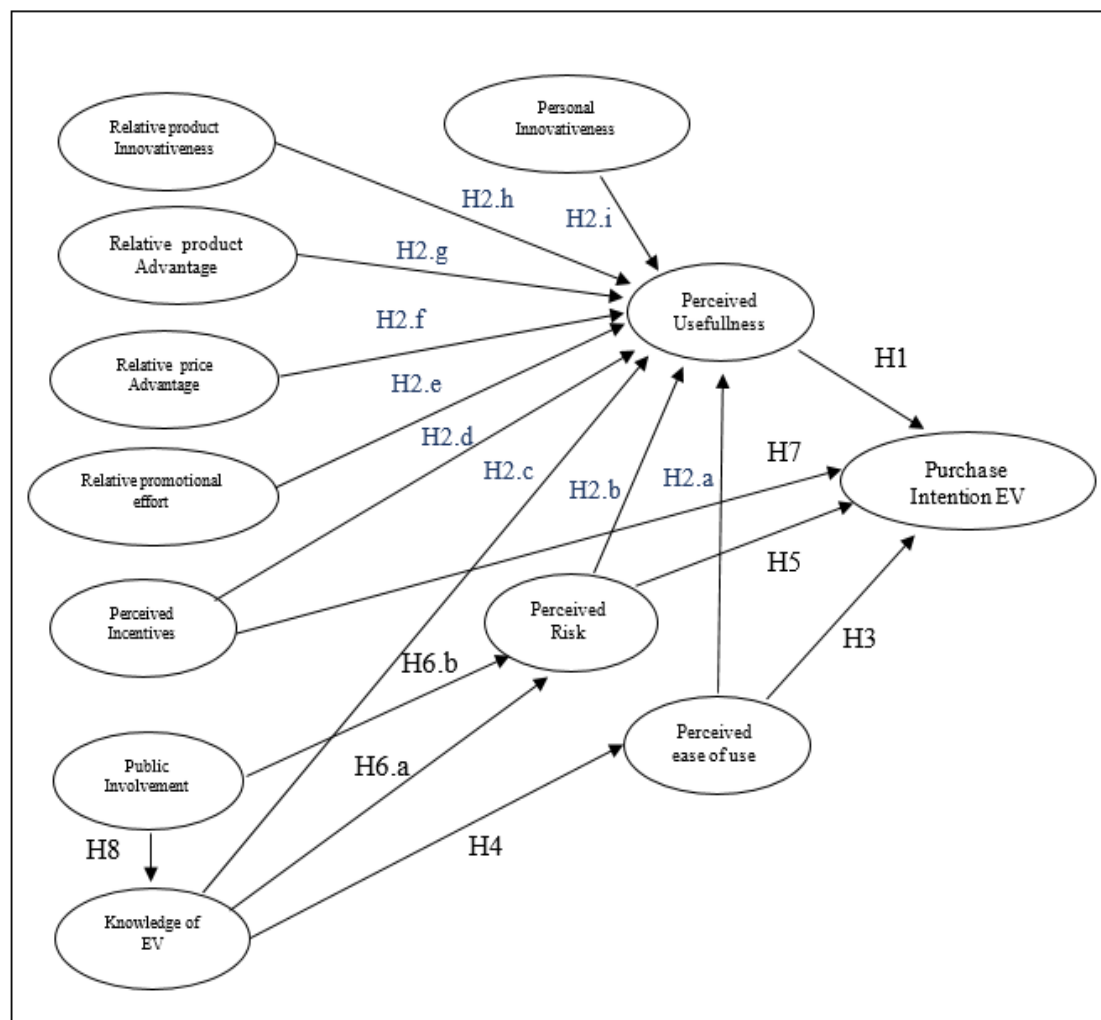 Relative product
Innovativeness
Personal
Innovativeness
H2.h
H2.i
Relative product
Advantage
H2.g
Perceived
Usefullness
H2.f
Relative price
Advantage
H1
H2.e
H2.d
H2.c
H7
Relative promotional
effort
H2.b
H2.a
Purchase
Intention EV
H5
Perceived
Incentives
Perceived
Risk
H3
H6.b
Perceived
ease of use
Public
Involvement
H6.a
H4
H8
Knowledge of
EV